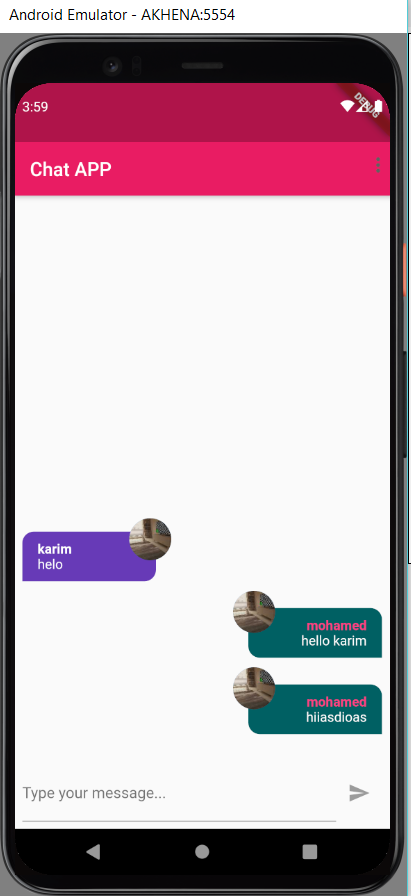 Android Emulator - AKHENA:5554
3:59
DEBUG
Chat APP
karim
helo
mohamed
hello karim
mohamed
hiiasdioas
Type your message...